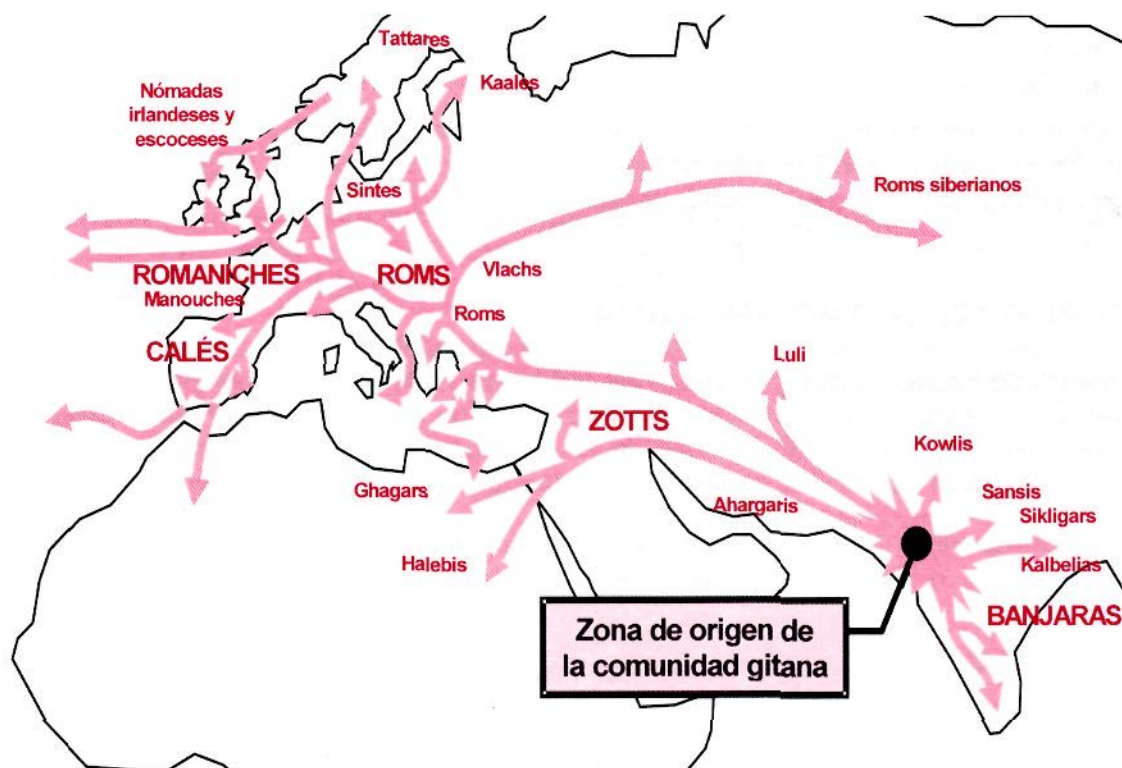 Tattares
Kaales
Nómadas
irlandeses y
escoceses
Sintes
Roms siberianos
ROMANICHES
ROMS
Vlachs
Manouches
Roms
CALÉS
Luli
ZOTTS
Kowlis
Ghagars
Ahargaris
Sansis
Sikligars
Halebis
Kalbelias
BANJARAS
Zona de origen de
la comunidad gitana